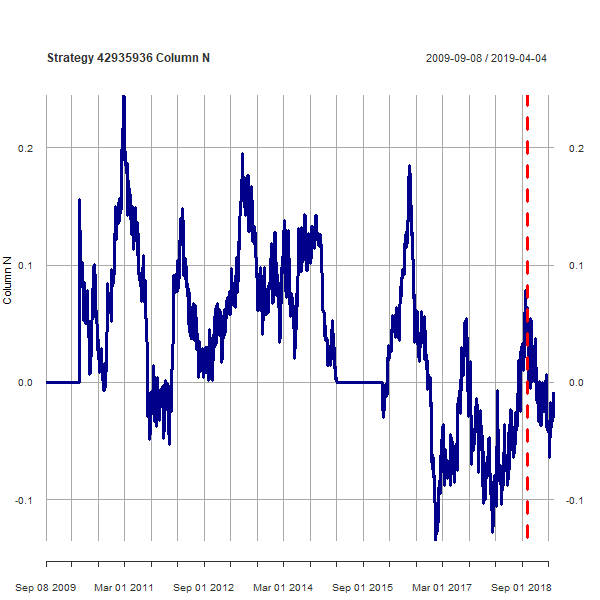 Strategy 42935936 Column N 2009-09-08 / 2019-04-04
0.2 0.2
0.1 0.1
Column N
0.0 0.0
-0.1 -0.1
Sep 08 2009 Mar 01 2011 Sep 01 2012 Mar 01 2014 Sep 01 2015 Mar 01 2017 Sep 01 2018